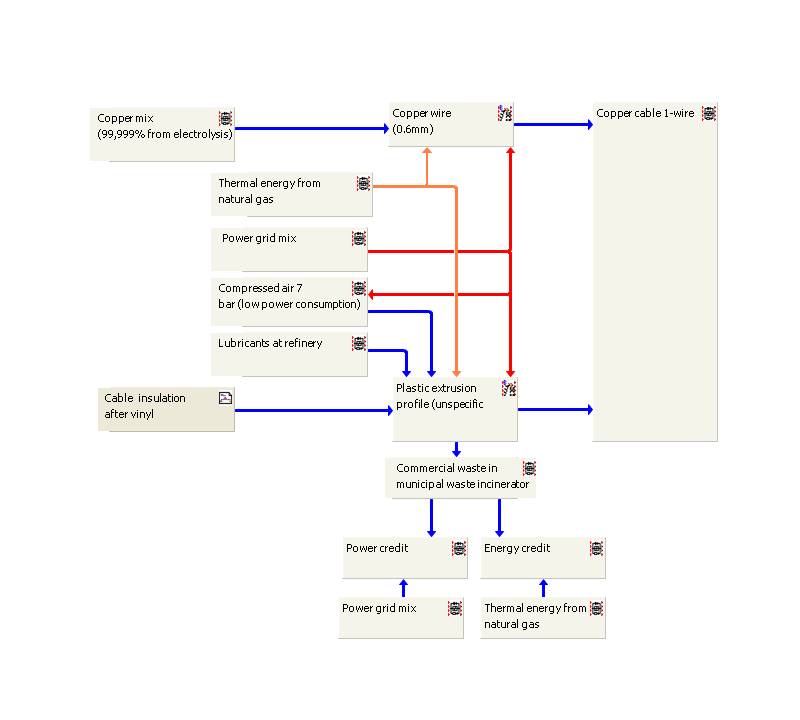 Copper mix
(99,999% from electrolysis)
Copper wire
(0.6mm)
Copper cable 1-wire
Thermal energy from
natural gas
Power grid mix
Compressed air 7
bar (low power consumption)
Lubricants at refinery
Cable insulation
after vinyl
Plastic extrusion
profile (unspecific
Commercial waste in
municipal waste incinerator
Power credit
Energy credit
Power grid mix
Thermal energy from
natural gas